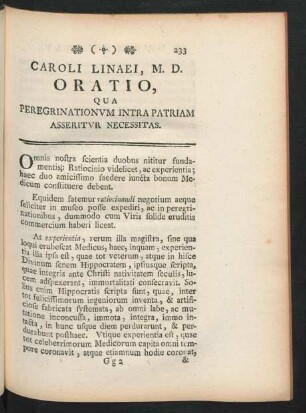 ( ) 233
CAROLI LINAEI, M. D.
ORATIO,
QUA
PEREGRINATIONVM INTRA PATRIAM
ASSERITVR NECESSITAS.
Omnis nostra scientia duobus nititur funda-
mentis; Ratiocinio videlicet, ac experientia;
haec duo amicissimo faedere iuncta bonum Me-
dicum constituere debent.
Equidem fatemur ratiocinandi negotium aeque
feliciter in museo posse expediri, ac in peregri-
nationibus, dummodo cum Viris solide eruditis
commercium haberi liceat.
At experientia, rerum illa magistra, sine qua
loqui erubescat Medicus, haec, inquam, experien-
tia illa ipsa est, quae tot veterum, atque in hisce
Divinum senem Hippocratem, ipsiusque scripta,
quae integris ante Christi nativitatem seculis, lu-
cem adspexerant, immortalitati consecravit. So-
lius enim Hippocratis scripta sunt, quae, inter
tot felicissimorum ingeniorum inventa, & artifi-
ciose fabricata systemata, ab omni labe, ac mu-
tatione inconcussa, immota, integra, immo in-
tacta, in hunc usque diem perdurarunt, & per-
durabunt posthaec. Vtique experientia est, quae
tot celeberrimorum Medicorum capita omni tem-
pore coronavit, atque etiamnum hodie coronat,
Gg2 &